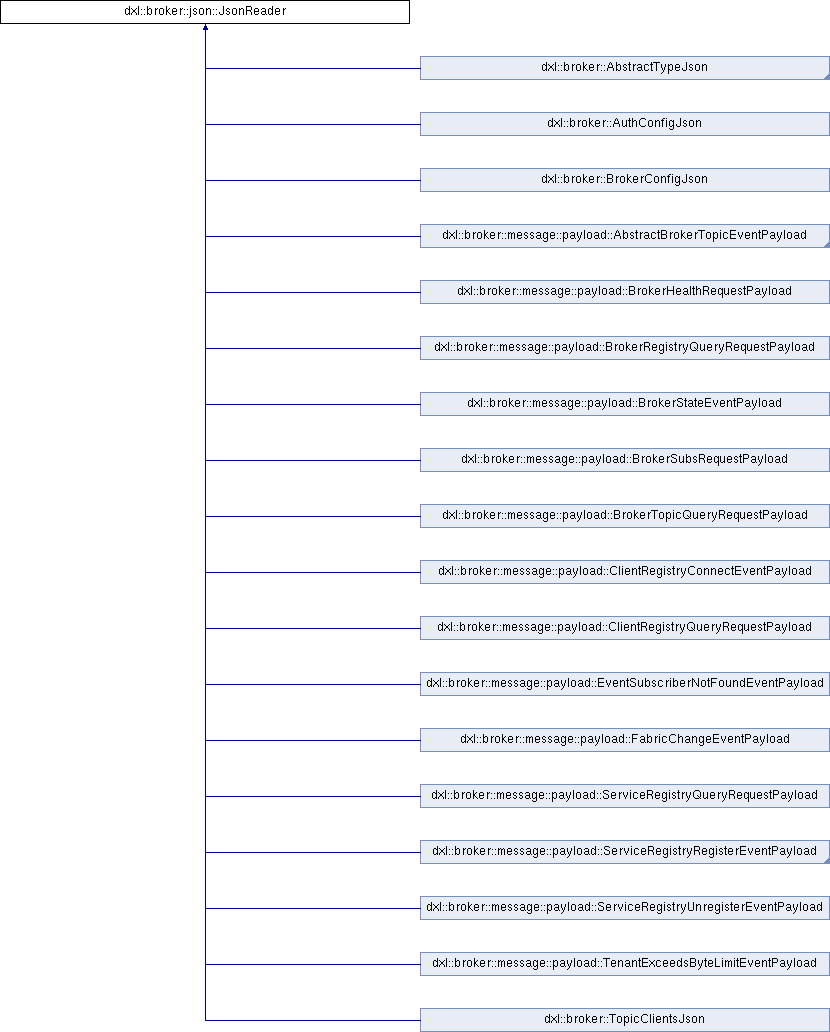 dxl::broker::json::JsonReader
dxl::broker::AbstractTypeJson
dxl::broker::AuthConfigJson
dxl::broker::BrokerConfigJson
dxl::broker::message::payload::AbstractBrokerTopicEventPayload
dxl::broker::message::payload::BrokerHealthRequestPayload
dxl::broker::message::payload::BrokerRegistryQueryRequestPayload
dxl::broker::message::payload::BrokerStateEventPayload
dxl::broker::message::payload::BrokerSubsRequestPayload
dxl::broker::message::payload::BrokerTopicQueryRequestPayload
dxl::broker::message::payload::ClientRegistryConnectEventPayload
dxl::broker::message::payload::ClientRegistryQueryRequestPayload
dxl::broker::message::payload::EventSubscriberNotFoundEventPayload
dxl::broker::message::payload::FabricChangeEventPayload
dxl::broker::message::payload::ServiceRegistryQueryRequestPayload
dxl::broker::message::payload::ServiceRegistryRegisterEventPayload
dxl::broker::message::payload::ServiceRegistryUnregisterEventPayload
dxl::broker::message::payload::TenantExceedsByteLimitEventPayload
dxl::broker::TopicClientsJson